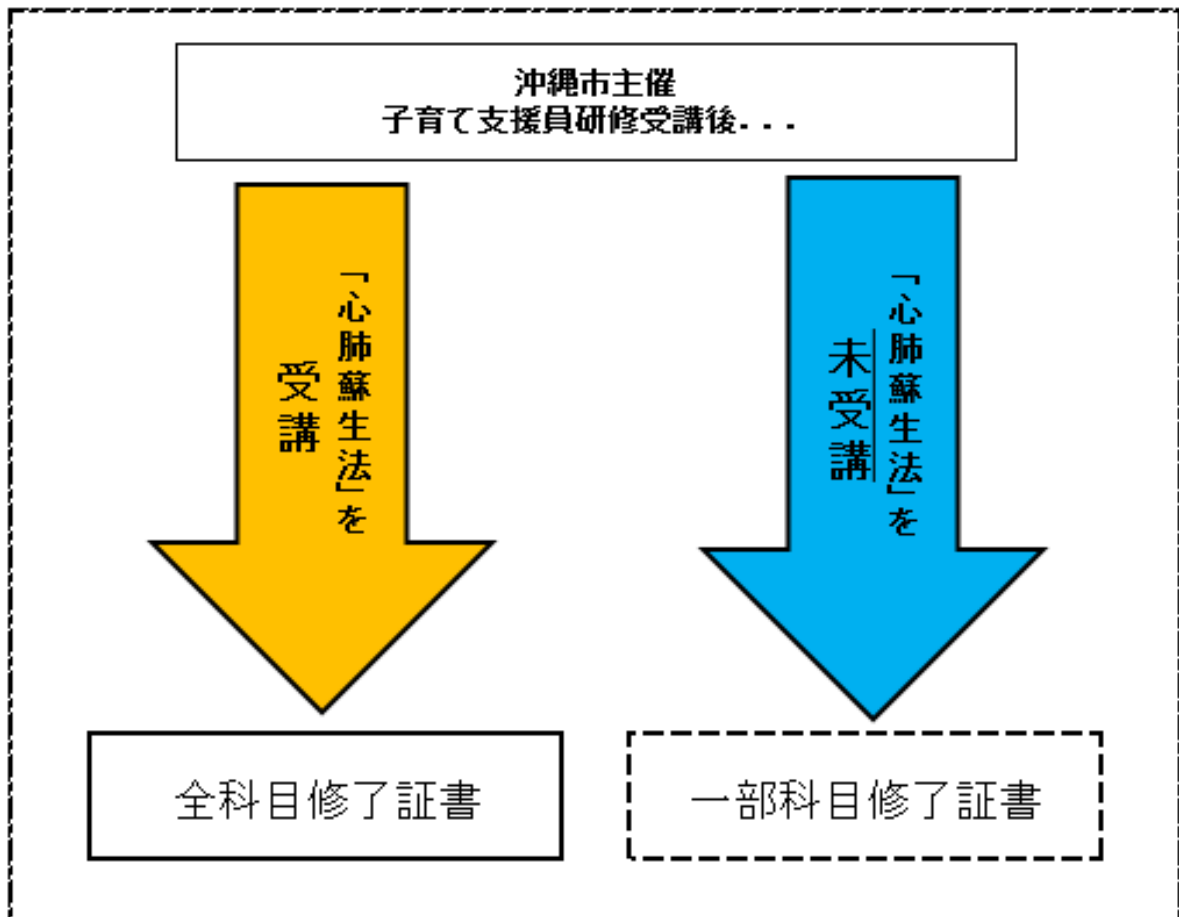 沖縄市主催
子育て支援員研修受講後...
「心肺蘇生法」を
受講
「心肺蘇生法」を
未受講
全科目修了証書
一部科目修了証書